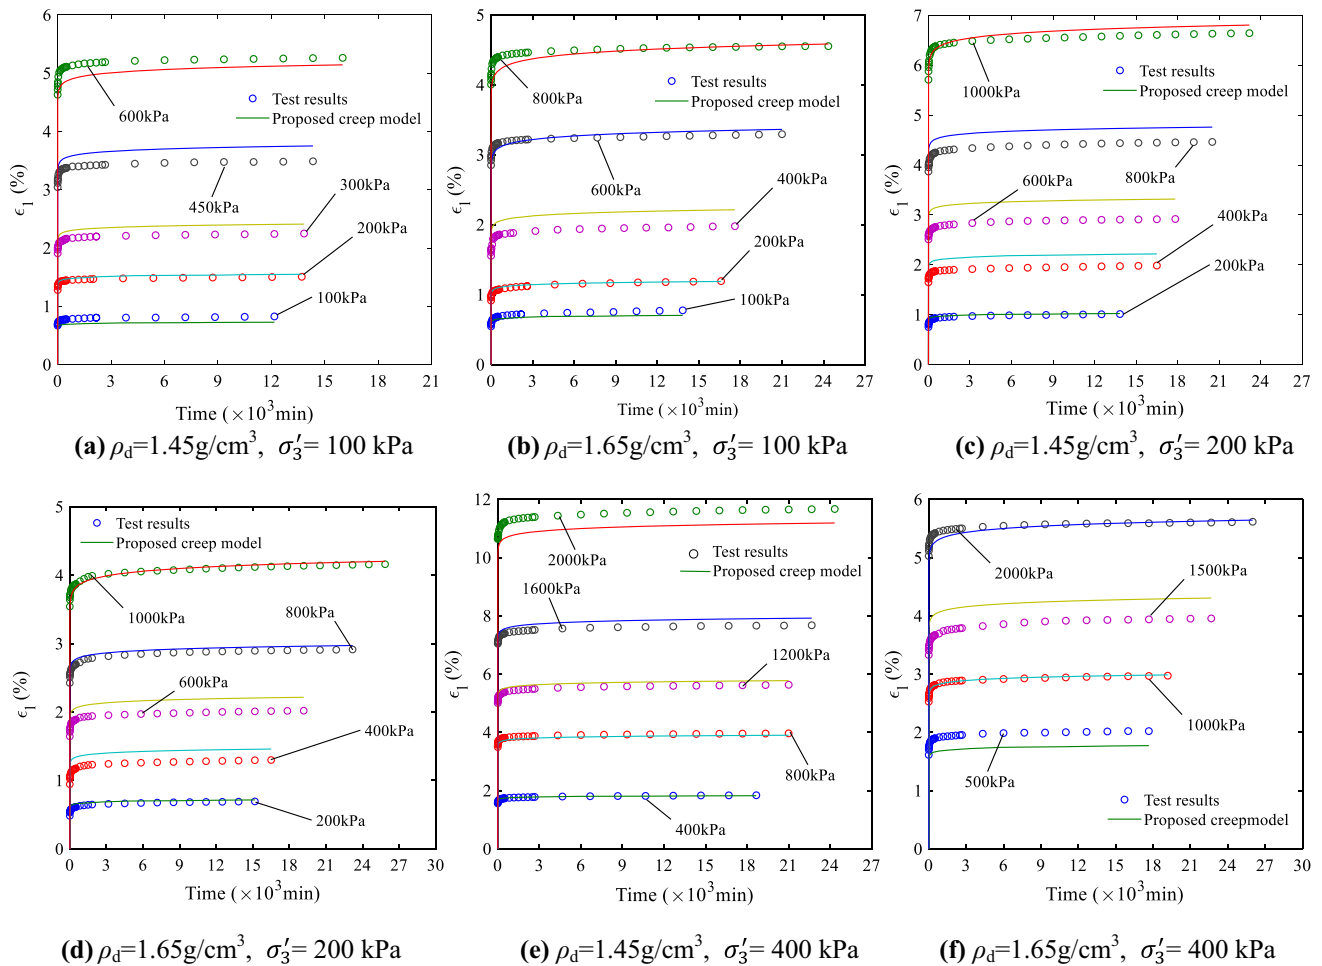 6
5
4
3
2
1
0
ϵ1 (%)
600kPa
Test results
Proposed creep model
450kPa
300kPa
200kPa
100kPa
0 3 6 9 12 15 18 21
Time (×10³min)
(a) ρd=1.45g/cm³, σ′3= 100 kPa
5
4
3
2
1
0
ϵ1 (%)
800kPa
Test results
Proposed creep model
600kPa
400kPa
200kPa
100kPa
0 3 6 9 12 15 18 21 24 27
Time (×10³min)
(b) ρd=1.65g/cm³, σ′3= 100 kPa
7
6
5
4
3
2
1
0
ϵ1 (%)
1000kPa
Test results
Proposed creep model
800kPa
600kPa
400kPa
200kPa
0 3 6 9 12 15 18 21 24 27
Time (×10³min)
(c) ρd=1.45g/cm³, σ′3= 200 kPa
5
4
3
2
1
0
ϵ1 (%)
Test results
Proposed creep model
1000kPa
800kPa
600kPa
400kPa
200kPa
0 3 6 9 12 15 18 21 24 27 30
Time (×10³min)
(d) ρd=1.65g/cm³, σ′3= 200 kPa
12
10
8
6
4
2
0
ϵ1 (%)
2000kPa
Test results
Proposed creep model
1600kPa
1200kPa
800kPa
400kPa
0 3 6 9 12 15 18 21 24 27
Time (×10³min)
(e) ρd=1.45g/cm³, σ′3= 400 kPa
6
5
4
3
2
1
0
ϵ1 (%)
2000kPa
1500kPa
1000kPa
500kPa
Test results
Proposed creepmodel
0 3 6 9 12 15 18 21 24 27 30
Time (×10³min)
(f) ρd=1.65g/cm³, σ′3= 400 kPa